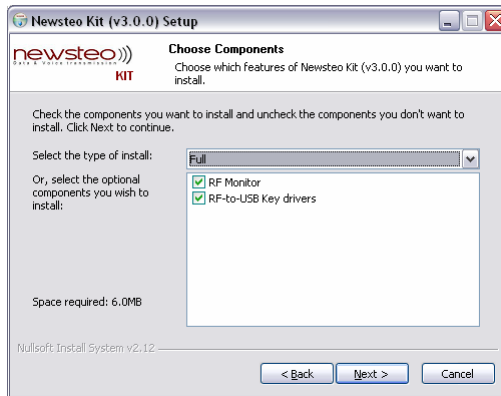 Newsteo Kit (v3.0.0) Setup
newsteo
Data & Voice transmission
KIT
Choose Components
Choose which features of Newsteo Kit (v3.0.0) you want to
install.
Check the components you want to install and uncheck the components you don't want to
install. Click Next to continue.
Select the type of install:
Full
Or, select the optional
components you wish to
install:
RF Monitor
RF-to-USB Key drivers
Space required: 6.0MB
Nullsoft Install System v2.12
< Back
Next >
Cancel